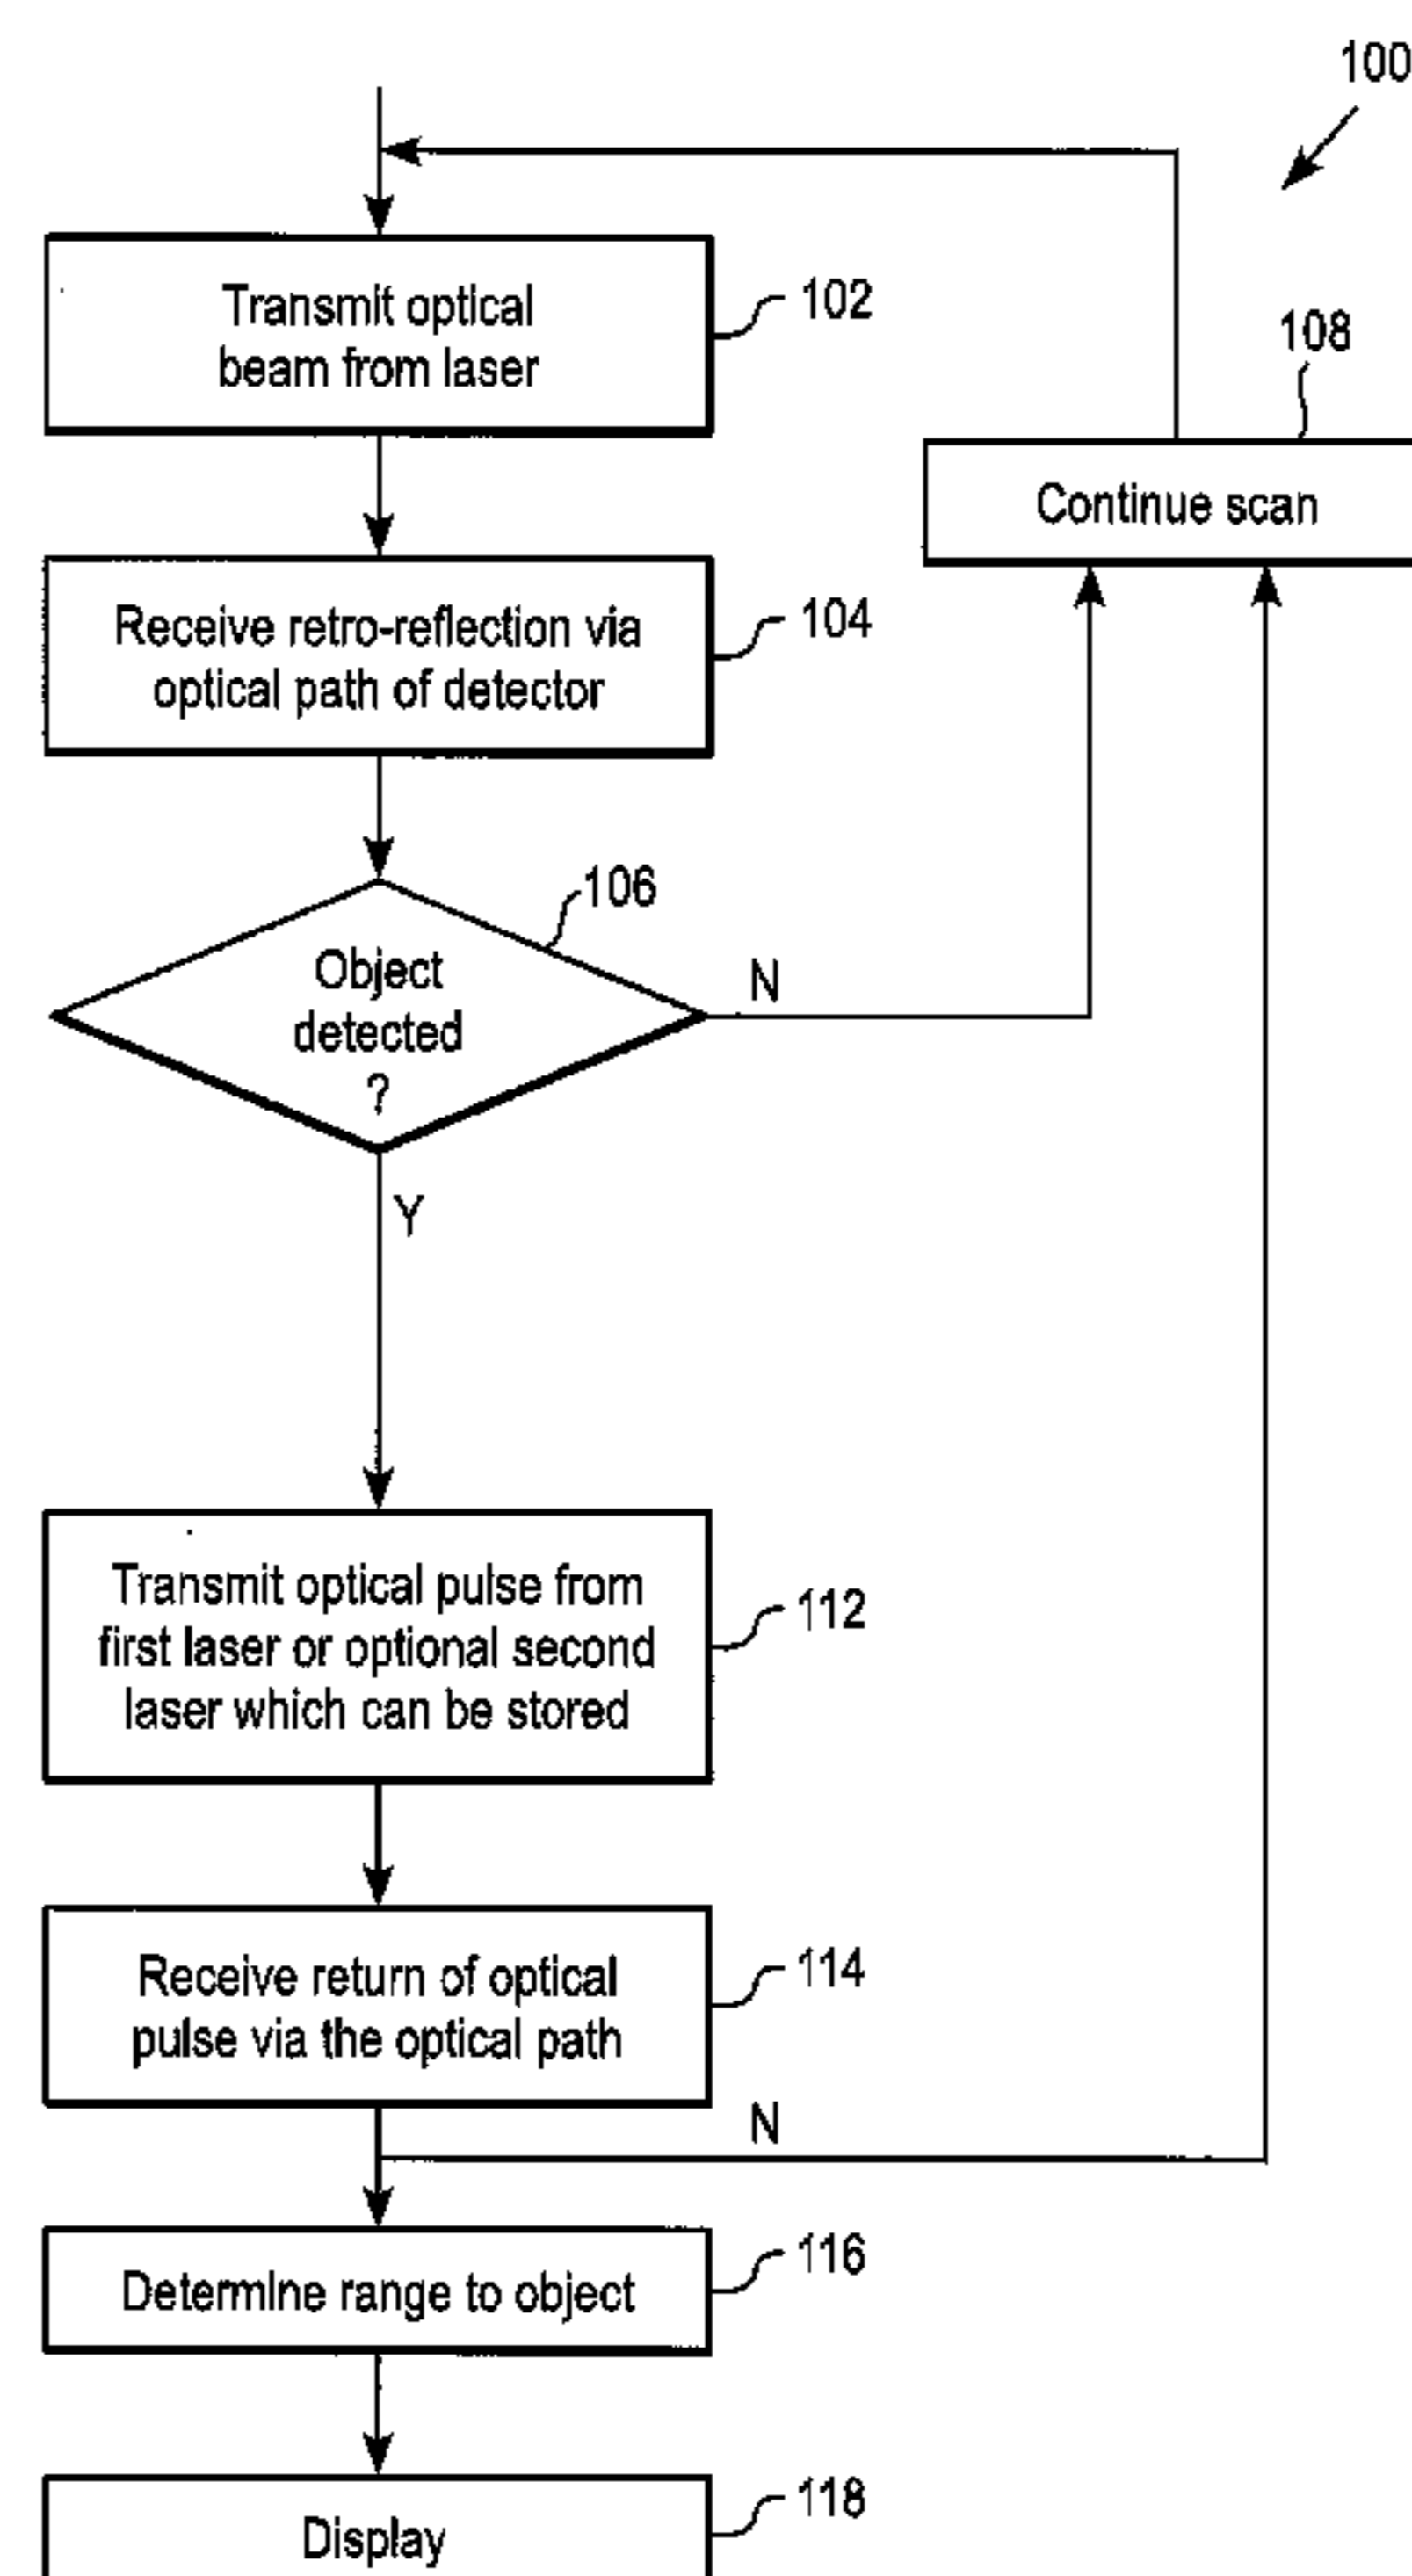 100
Transmit optical
beam from laser
102
108
Continue scan
Receive retro-reflection via
optical path of detector
104
106
Object
detected
?
N
Y
Transmit optical pulse from
first laser or optional second
laser which can be stored
112
Receive return of optical
pulse via the optical path
114
N
Determine range to object
116
Display
118